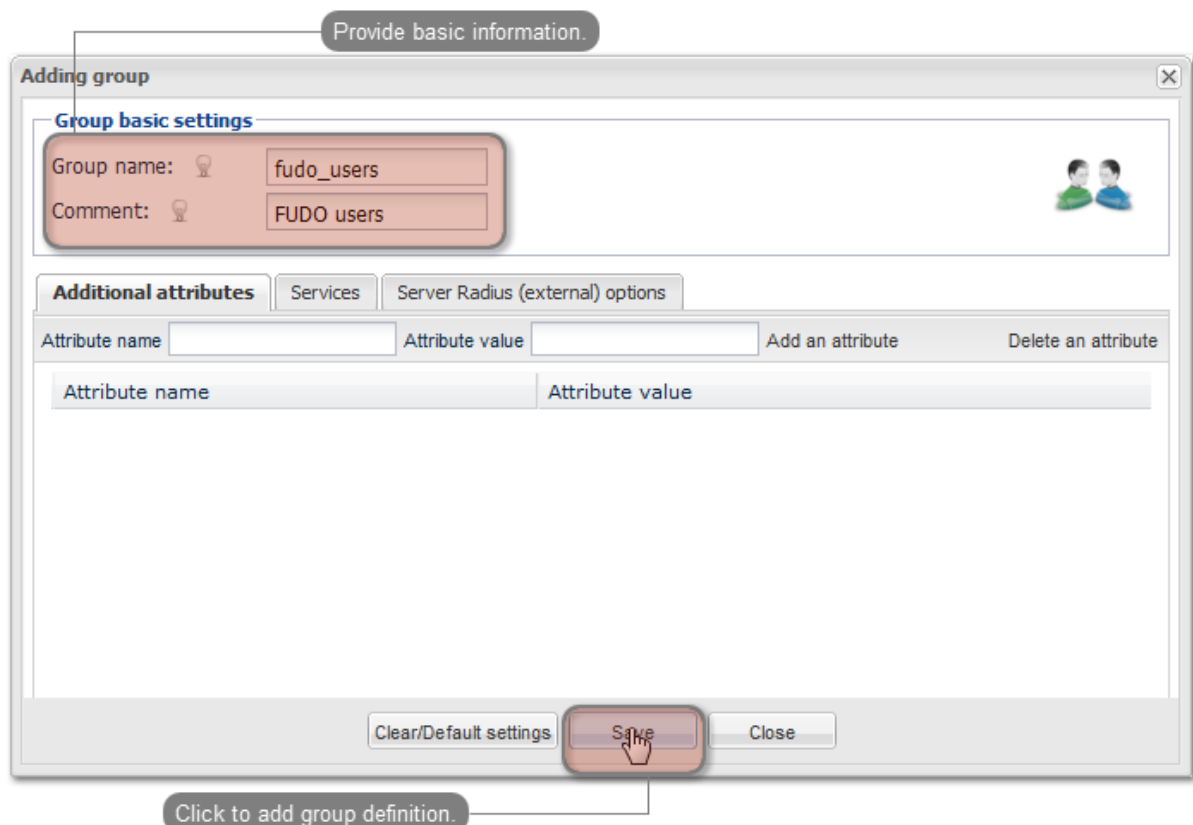 Provide basic information.
Adding group
Group basic settings
Group name: fudo_users
Comment: FUDO users
Additional attributes Services Server Radius (external) options
Attribute name Attribute value Add an attribute Delete an attribute
Attribute name Attribute value
Clear/Default settings Save Close
Click to add group definition.